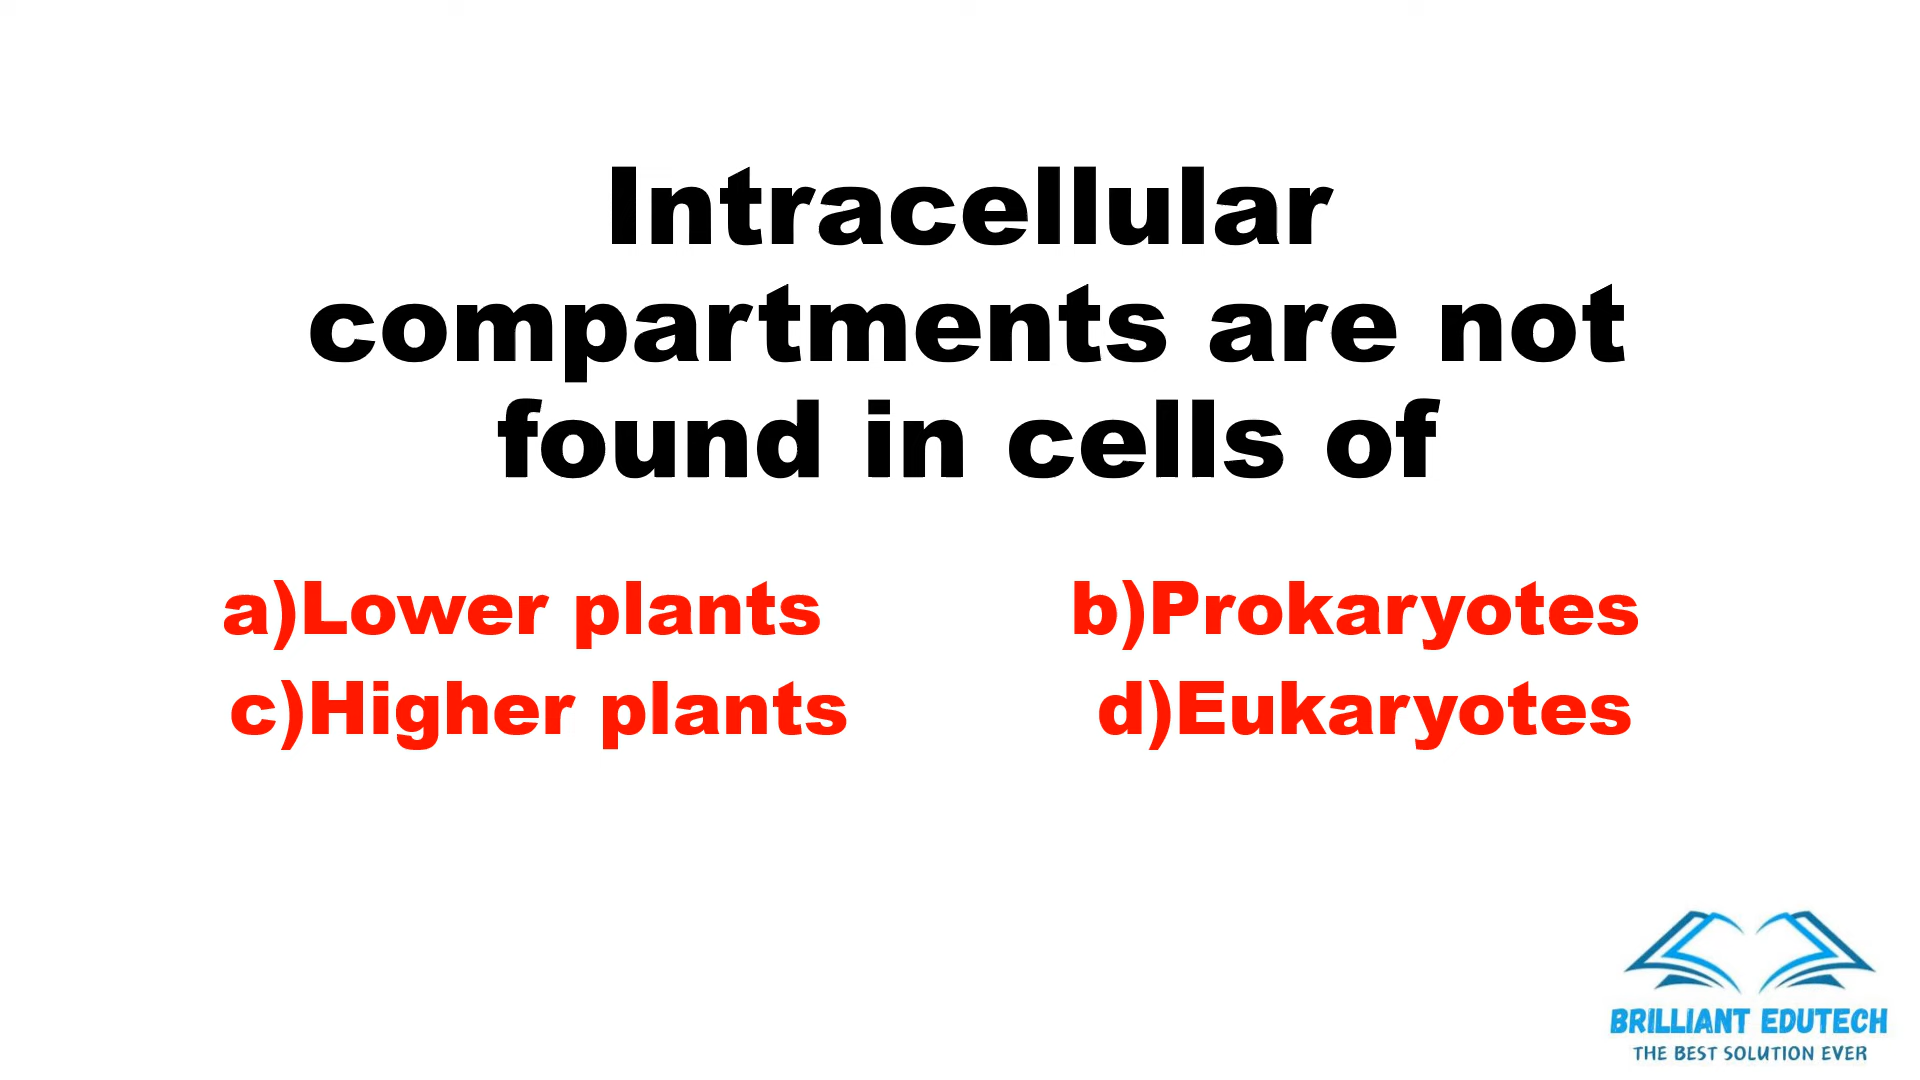 Intracellular
compartments are not
found in cells of
a)Lower plants b)Prokaryotes
c)Higher plants d)Eukaryotes
BRILLIANT EDUTECH
THE BEST SOLUTION EVER